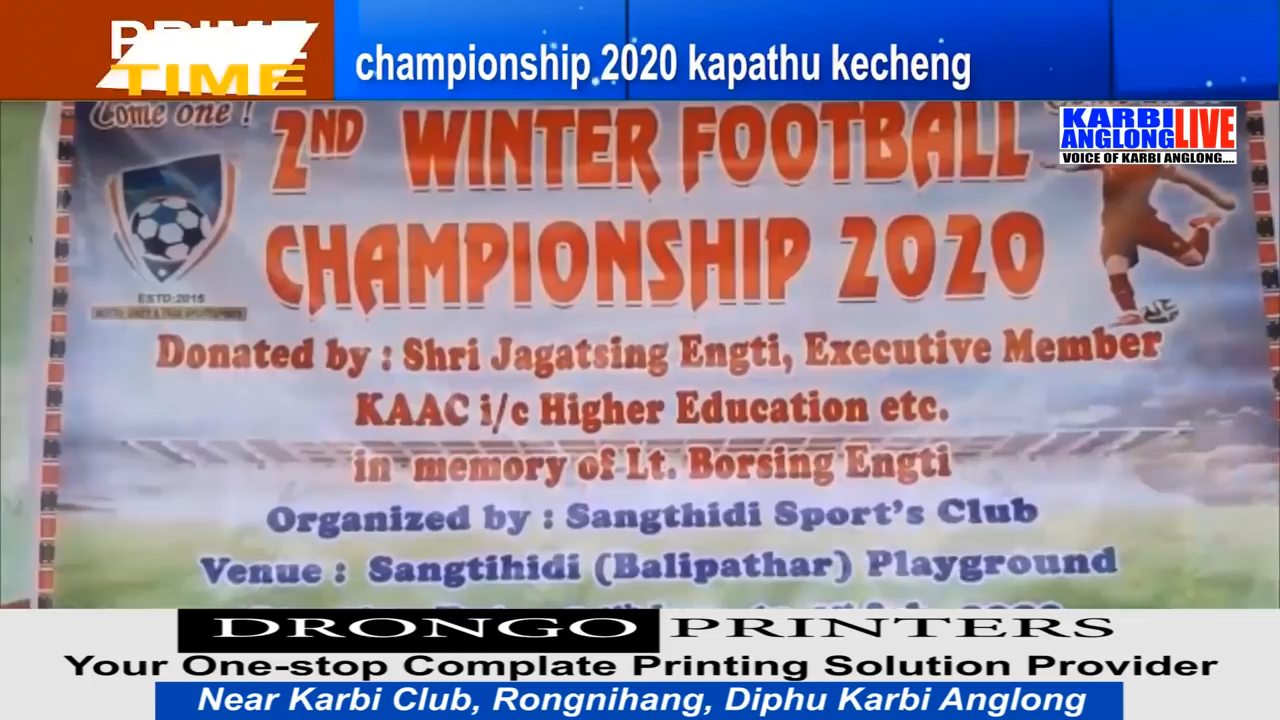 PRIME
TIME
championship 2020 kapathu kecheng
KARBI
ANGLONG LIVE
VOICE OF KARBI ANGLONG....
Come one !
2ND WINTER FOOTBALL
CHAMPIONSHIP 2020
ESTD:2015
Donated by : Shri Jagatsing Engti, Executive Member
KAAC i/c Higher Education etc.
in memory of Lt. Borsing Engti
Organized by : Sangthidi Sport's Club
Venue : Sangtihidi (Balipathar) Playground
DRONGO PRINTERS
Your One-stop Complate Printing Solution Provider
Near Karbi Club, Rongnihang, Diphu Karbi Anglong